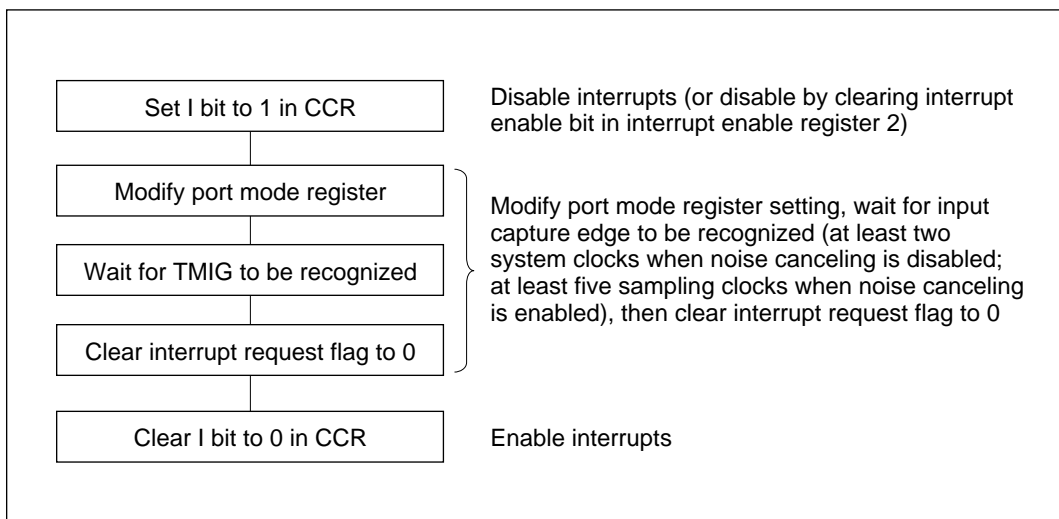 Set I bit to 1 in CCR
Disable interrupts (or disable by clearing interrupt
enable bit in interrupt enable register 2)
Modify port mode register
Wait for TMIG to be recognized
Clear interrupt request flag to 0
Modify port mode register setting, wait for input
capture edge to be recognized (at least two
system clocks when noise canceling is disabled;
at least five sampling clocks when noise canceling
is enabled), then clear interrupt request flag to 0
Clear I bit to 0 in CCR
Enable interrupts